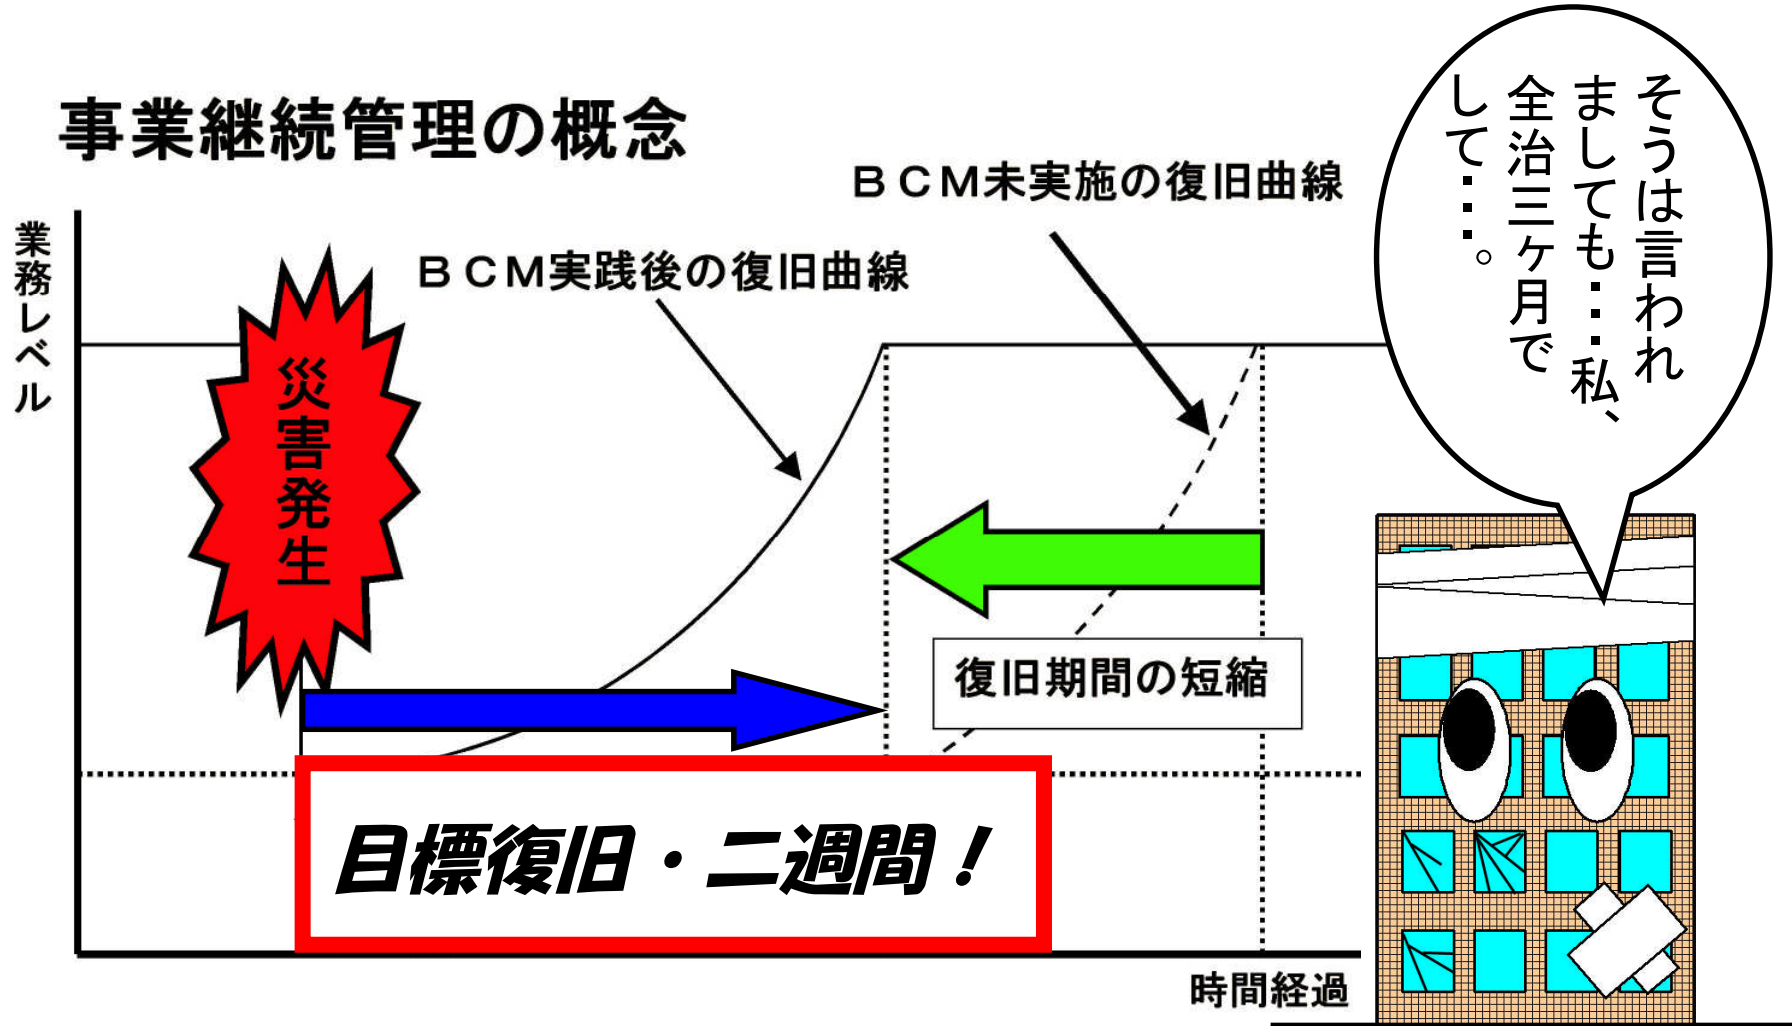 事業継続管理の概念
業務レベル
災害発生
ＢＣＭ実践後の復旧曲線
ＢＣＭ未実施の復旧曲線
復旧期間の短縮
目標復旧・二週間！
時間経過
そうは言われ
ましても・・・私、
全治三ヶ月で
して・・・。